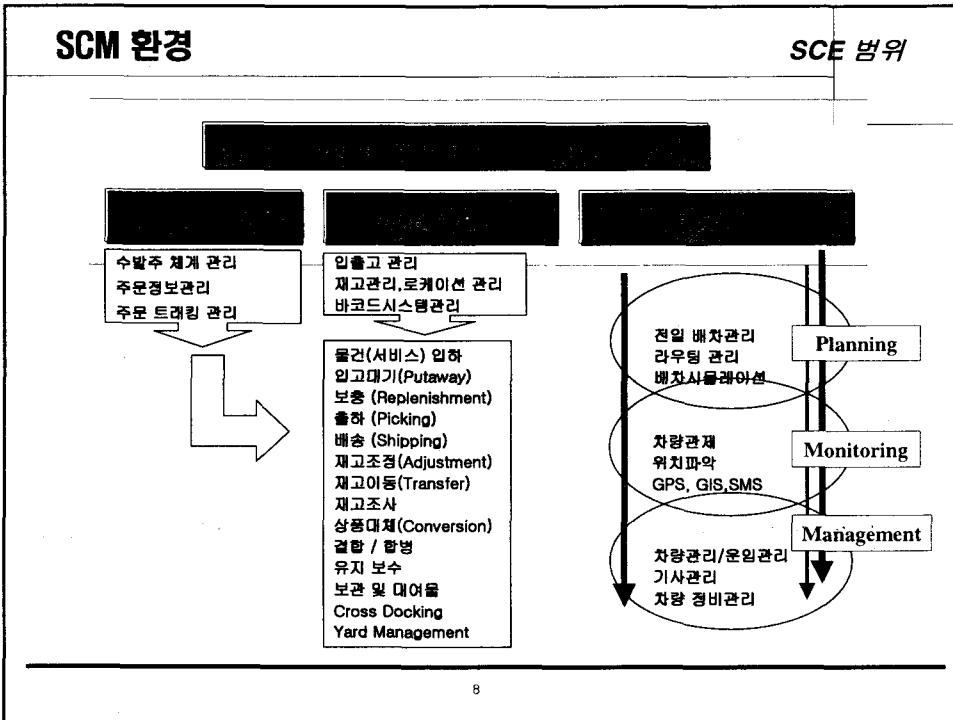 SCM 환경
SCE 범위
수발주 체계 관리
주문정보관리
주문 트래킹 관리
입출고 관리
재고관리,로케이션 관리
바코드시스템관리
물건(서비스) 입하
입고대기(Putaway)
보충 (Replenishment)
출하 (Picking)
배송 (Shipping)
재고조정(Adjustment)
재고이동(Transfer)
재고조사
상품대체(Conversion)
결합 / 합병
유지 보수
보관 및 대여물
Cross Docking
Yard Management
전일 배차관리
라우팅 관리
배차시뮬레이션
Planning
차량관제
위치파악
GPS, GIS,SMS
Monitoring
차량관리/운임관리
기사관리
차량 정비관리
Management
8